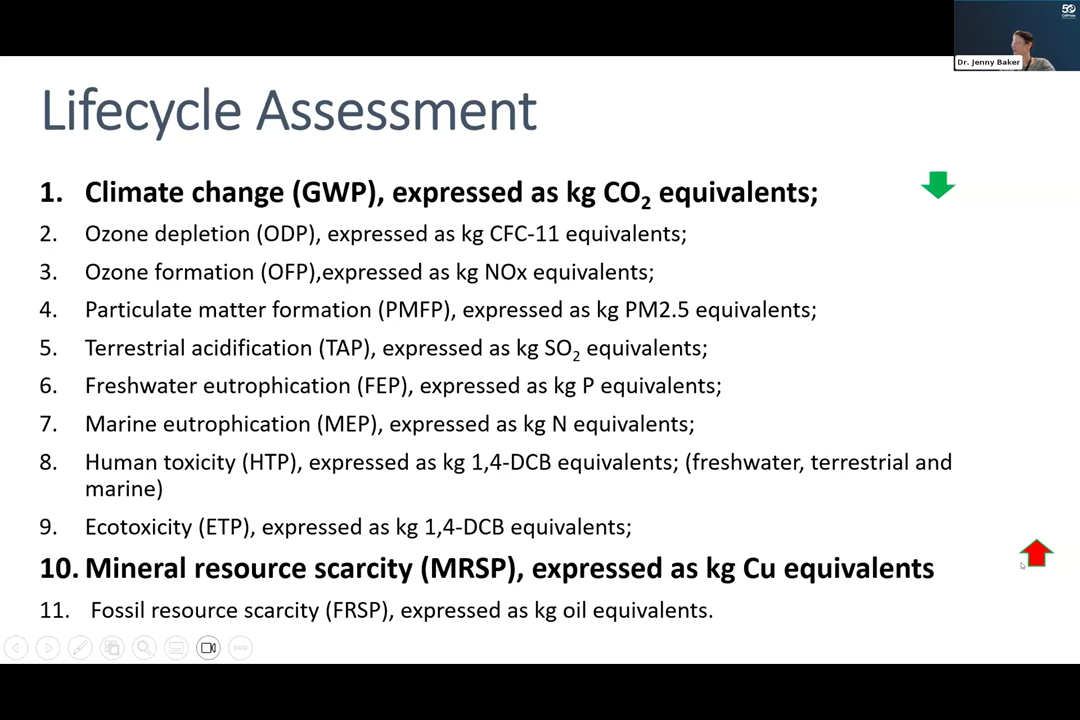 50
Dr. Jenny Baker
Lifecycle Assessment
1. Climate change (GWP), expressed as kg CO₂ equivalents;
2. Ozone depletion (ODP), expressed as kg CFC-11 equivalents;
3. Ozone formation (OFP),expressed as kg NOx equivalents;
4. Particulate matter formation (PMFP), expressed as kg PM2.5 equivalents;
5. Terrestrial acidification (TAP), expressed as kg SO₂ equivalents;
6. Freshwater eutrophication (FEP), expressed as kg P equivalents;
7. Marine eutrophication (MEP), expressed as kg N equivalents;
8. Human toxicity (HTP), expressed as kg 1,4-DCB equivalents; (freshwater, terrestrial and
marine)
9. Ecotoxicity (ETP), expressed as kg 1,4-DCB equivalents;
10. Mineral resource scarcity (MRSP), expressed as kg Cu equivalents
11. Fossil resource scarcity (FRSP), expressed as kg oil equivalents.